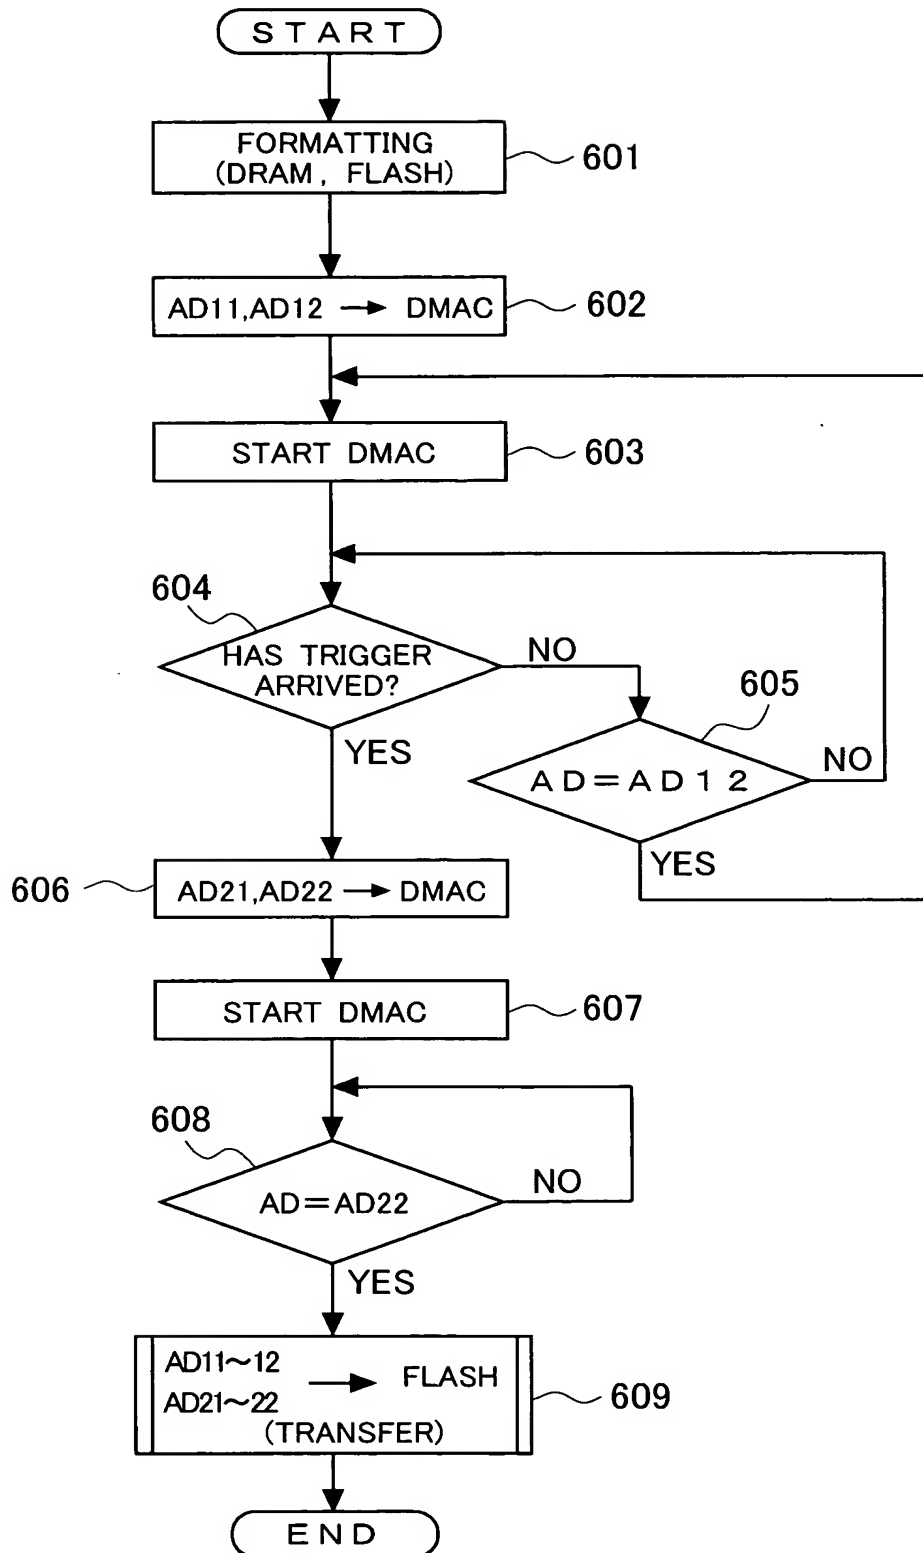 START
FORMATTING
(DRAM, FLASH)
601
AD11,AD12 → DMAC
602
START DMAC
603
604
HAS TRIGGER
ARRIVED?
NO
605
YES
AD=AD12
NO
YES
606
AD21,AD22 → DMAC
START DMAC
607
608
AD=AD22
NO
YES
AD11~12
AD21~22
→ FLASH
(TRANSFER)
609
END